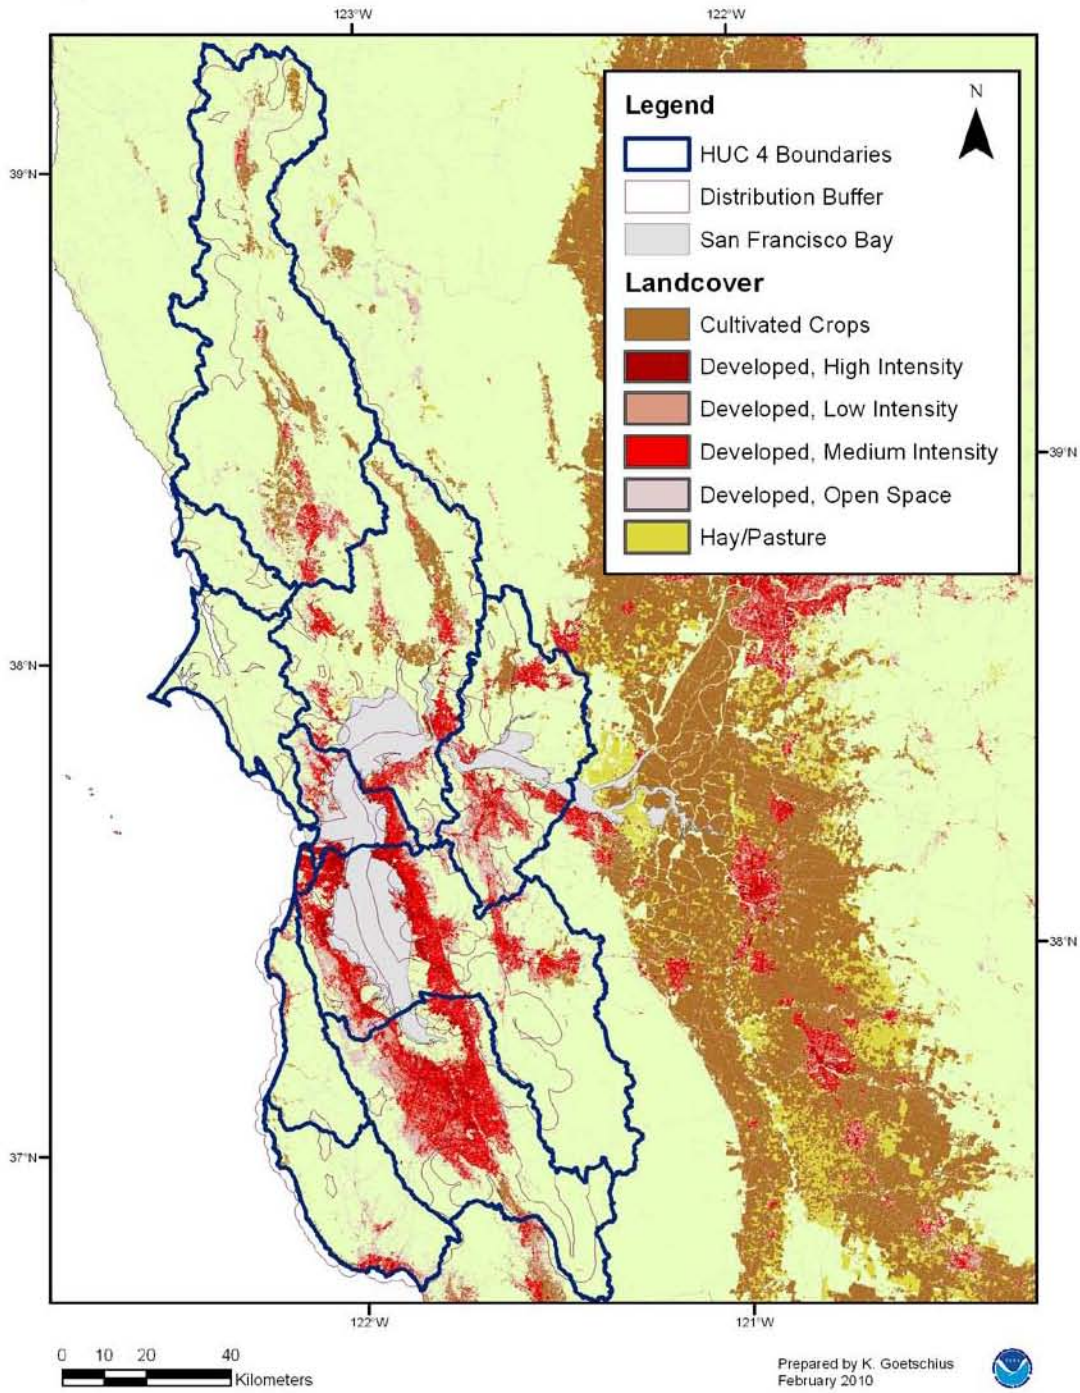 123°W
122°W
39°N
38°N
37°N
Legend
N
HUC 4 Boundaries
Distribution Buffer
San Francisco Bay
Landcover
Cultivated Crops
Developed, High Intensity
Developed, Low Intensity
Developed, Medium Intensity
Developed, Open Space
Hay/Pasture
39°N
38°N
122°W
121°W
0 10 20 40
Kilometers
Prepared by K. Goetschius
February 2010